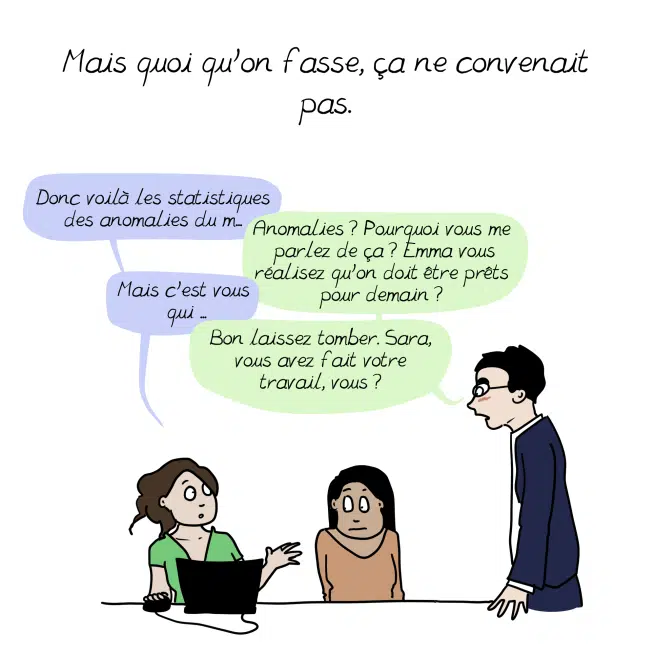 Mais quoi qu'on fasse, ça ne convenait
pas.
Donc voilà les statistiques
des anomalies du m...
Anomalies ? Pourquoi vous me
parlez de ça ? Emma vous
réalisez qu'on doit être prêts
pour demain ?
Mais c'est vous
qui ...
Bon laissez tomber. Sara,
vous avez fait votre
travail, vous ?